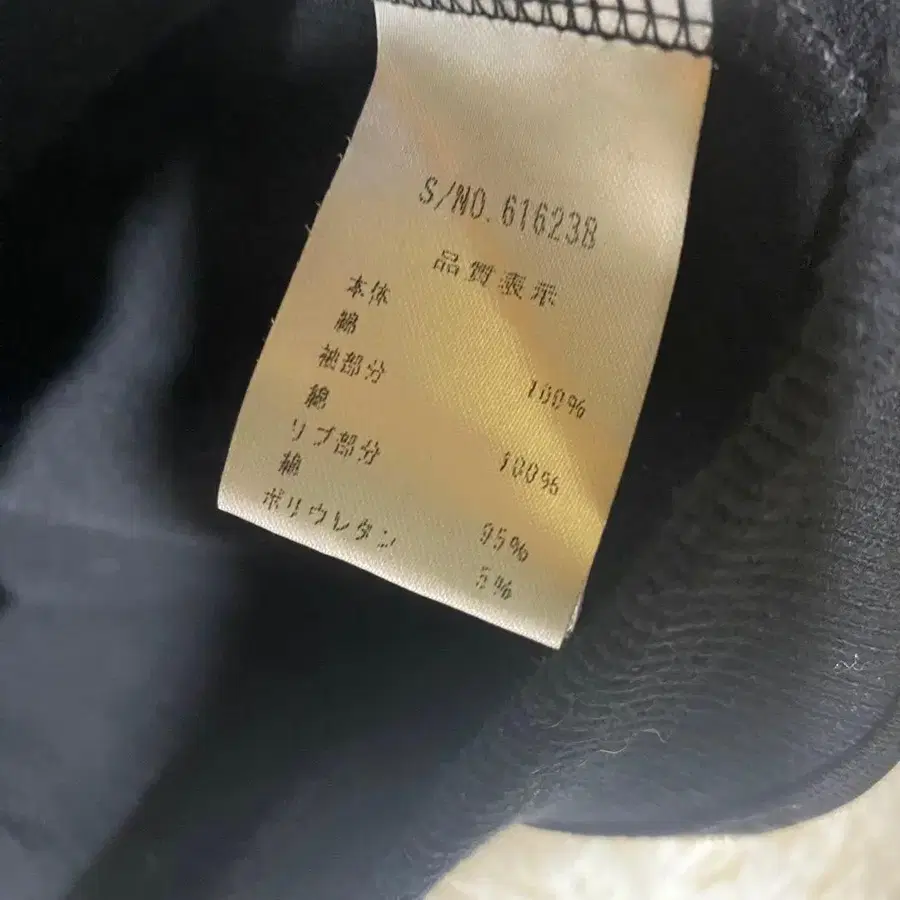 S/NO.61623B
品質表示
本体
綿 100%
袖部分
綿 100%
リブ部分
綿 95%
ポリウレタン 5%